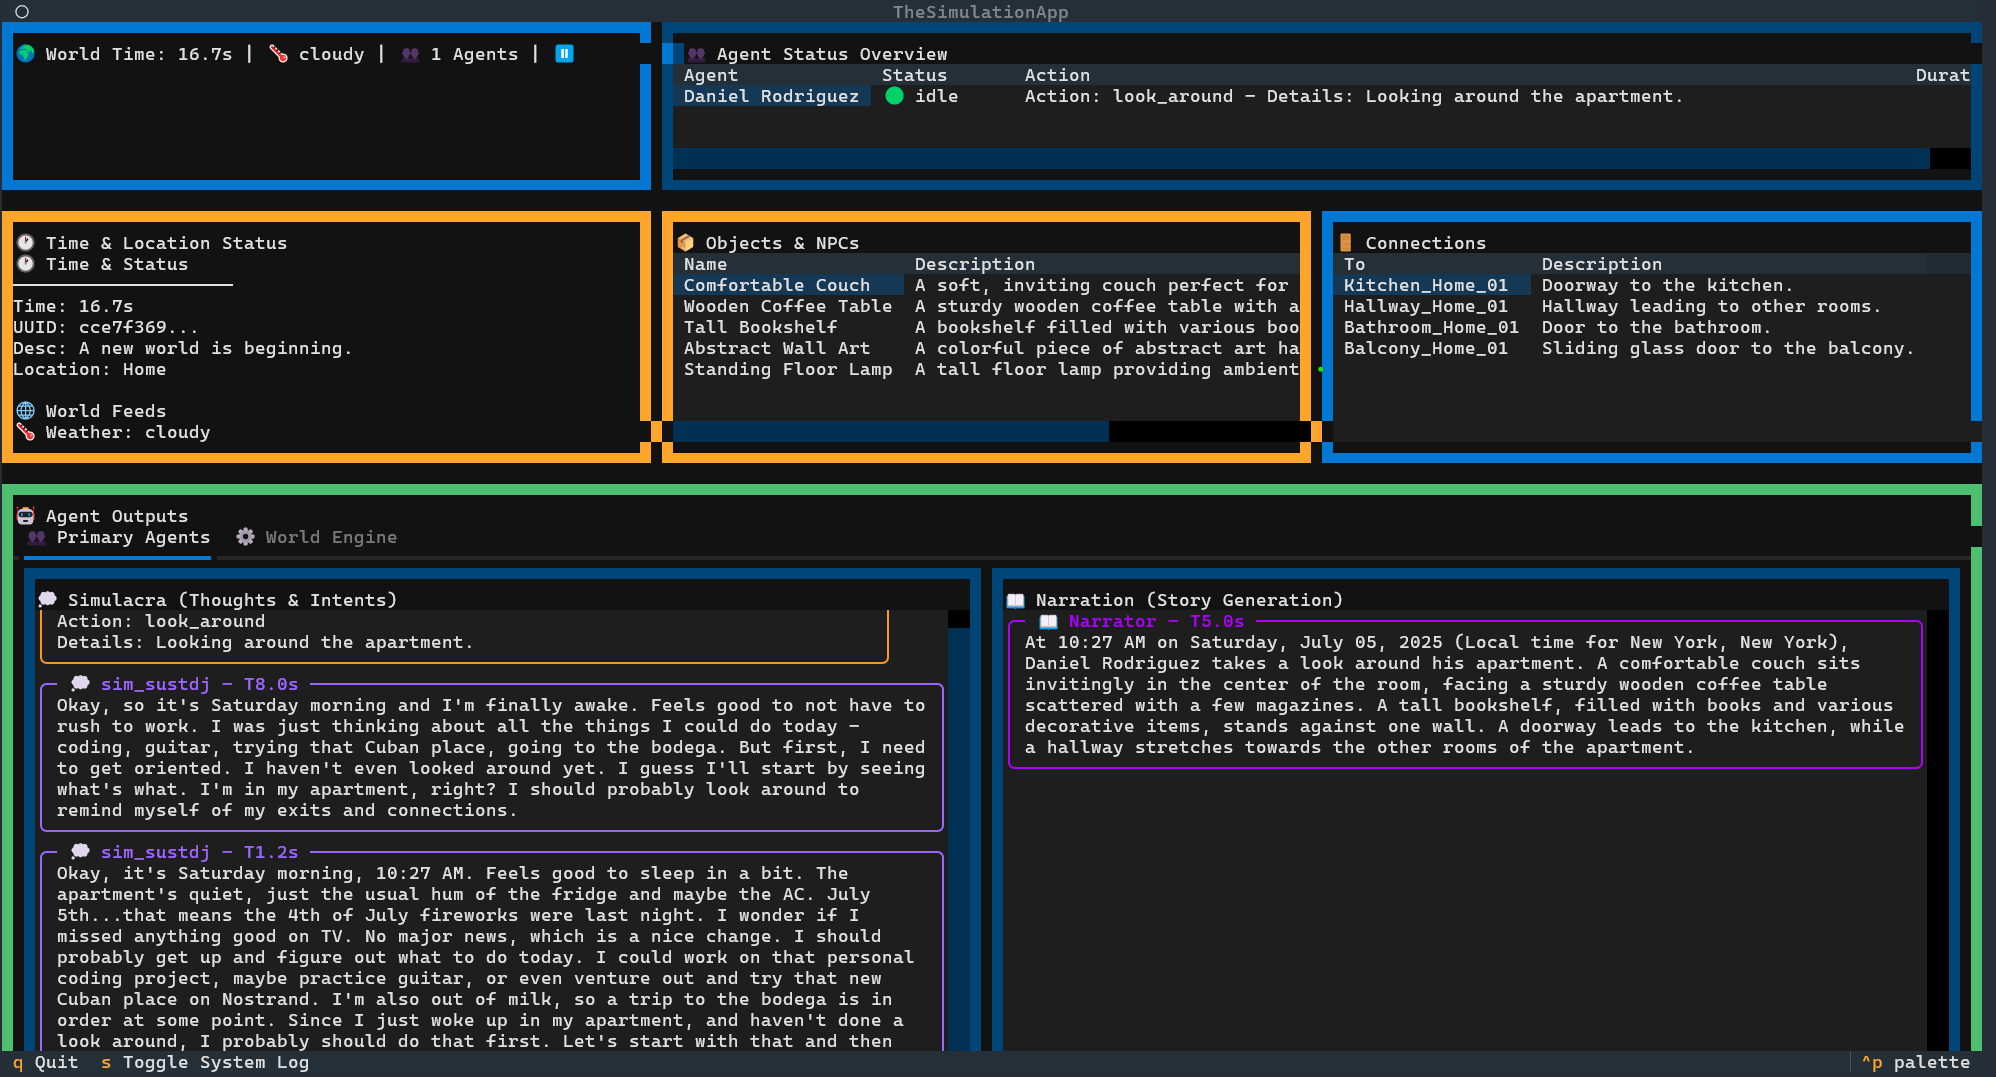 TheSimulationApp
World Time: 16.7s | cloudy | 1 Agents |
Agent Status Overview
Agent Status Action Durat
Daniel Rodriguez idle Action: look_around - Details: Looking around the apartment.
Time & Location Status
Time & Status
Time: 16.7s
UUID: cce7f369...
Desc: A new world is beginning.
Location: Home
World Feeds
Weather: cloudy
Objects & NPCs
Name Description
Comfortable Couch A soft, inviting couch perfect for
Wooden Coffee Table A sturdy wooden coffee table with a
Tall Bookshelf A bookshelf filled with various boo
Abstract Wall Art A colorful piece of abstract art ha
Standing Floor Lamp A tall floor lamp providing ambient
Connections
To Description
Kitchen_Home_01 Doorway to the kitchen.
Hallway_Home_01 Hallway leading to other rooms.
Bathroom_Home_01 Door to the bathroom.
Balcony_Home_01 Sliding glass door to the balcony.
Agent Outputs
Primary Agents World Engine
Simulacra (Thoughts & Intents)
Action: look_around
Details: Looking around the apartment.
sim_sustdj - T8.0s
Okay, so it's Saturday morning and I'm finally awake. Feels good to not have to
rush to work. I was just thinking about all the things I could do today -
coding, guitar, trying that Cuban place, going to the bodega. But first, I need
to get oriented. I haven't even looked around yet. I guess I'll start by seeing
what's what. I'm in my apartment, right? I should probably look around to
remind myself of my exits and connections.
sim_sustdj - T1.2s
Okay, it's Saturday morning, 10:27 AM. Feels good to sleep in a bit. The
apartment's quiet, just the usual hum of the fridge and maybe the AC. July
5th...that means the 4th of July fireworks were last night. I wonder if I
missed anything good on TV. No major news, which is a nice change. I should
probably get up and figure out what to do today. I could work on that personal
coding project, maybe practice guitar, or even venture out and try that new
Cuban place on Nostrand. I'm also out of milk, so a trip to the bodega is in
order at some point. Since I just woke up in my apartment, and haven't done a
look around, I probably should do that first. Let's start with that and then
Narration (Story Generation)
Narrator - T5.0s
At 10:27 AM on Saturday, July 05, 2025 (Local time for New York, New York),
Daniel Rodriguez takes a look around his apartment. A comfortable couch sits
invitingly in the center of the room, facing a sturdy wooden coffee table
scattered with a few magazines. A tall bookshelf, filled with books and various
decorative items, stands against one wall. A doorway leads to the kitchen, while
a hallway stretches towards the other rooms of the apartment.
q Quit s Toggle System Log ^p palette